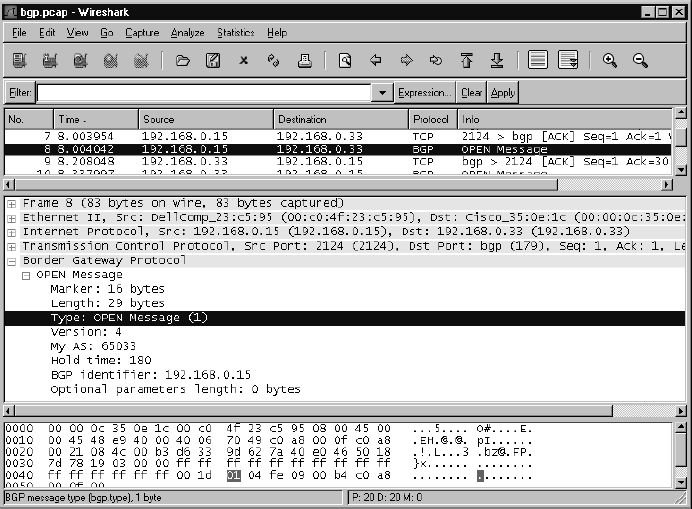 bgp.pcap - Wireshark
File Edit View Go Capture Analyze Statistics Help
Filter: Expression... Clear Apply
No. Time - Source Destination Protocol Info
7 8.003954 192.168.0.15 192.168.0.33 TCP 2124 > bgp [ACK] Seq=1 Ack=1
8 8.004042 192.168.0.15 192.168.0.33 BGP OPEN Message
9 8.208048 192.168.0.33 192.168.0.15 TCP bgp > 2124 [ACK] Seq=1 Ack=30
10 8.337997 192.168.0.33 192.168.0.15 BGP OPEN Message
Frame 8 (83 bytes on wire, 83 bytes captured)
Ethernet II, Src: DellComp_23:c5:95 (00:c0:4f:23:c5:95), Dst: Cisco_35:0e:1c (00:00:0c:35:0e:
Internet Protocol, Src: 192.168.0.15 (192.168.0.15), Dst: 192.168.0.33 (192.168.0.33)
Transmission Control Protocol, Src Port: 2124 (2124), Dst Port: bgp (179), Seq: 1, Ack: 1, Le
Border Gateway Protocol
OPEN Message
Marker: 16 bytes
Length: 29 bytes
Type: OPEN Message (1)
Version: 4
My AS: 65033
Hold time: 180
BGP identifier: 192.168.0.15
Optional parameters length: 0 bytes
0000 00 00 0c 35 0e 1c 00 c0 4f 23 c5 95 08 00 45 00 ...5.... O#....E.
0010 00 45 48 e9 40 00 40 06 70 49 c0 a8 00 0f c0 a8 .EH.@.@. pI......
0020 00 21 08 4c 00 b3 d6 33 9d 62 7a 40 e0 46 50 18 .!.L...3 .bz@.FP.
0030 7d 78 19 03 00 00 ff ff ff ff ff ff ff ff ff ff }x...... ........
0040 ff ff ff ff ff ff 00 1d 01 04 fe 09 00 b4 c0 a8 ........ ........
0050 00 0f 00
BGP message type (bgp.type), 1 byte P: 20 D: 20 M: 0